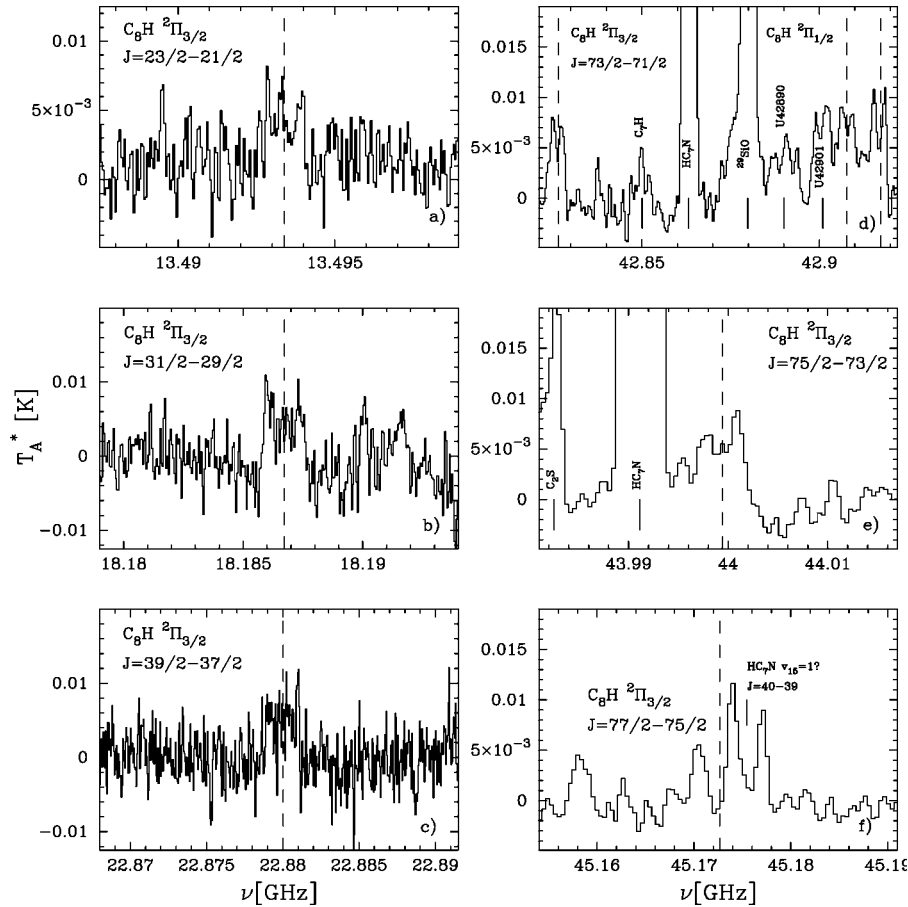 C₈H ²Π₃/₂
J=23/2−21/2
0.01
5×10⁻³
0
a)
13.49
13.495
C₈H ²Π₃/₂
J=31/2−29/2
0.01
0
−0.01
b)
18.18
18.185
18.19
C₈H ²Π₃/₂
J=39/2−37/2
0.01
0
−0.01
c)
22.87
22.875
22.88
22.885
22.89
ν[GHz]
T_A* [K]
C₈H ²Π₃/₂
J=73/2−71/2
C₈H ²Π₁/₂
0.015
0.01
5×10⁻³
0
C₇H
HC₇N
²⁹SiO
U42890
U42901
d)
42.85
42.9
C₈H ²Π₃/₂
J=75/2−73/2
0.015
0.01
5×10⁻³
0
C₂S
HC₇N
e)
43.99
44
44.01
HC₇N v₁₅=1?
J=40−39
C₈H ²Π₃/₂
J=77/2−75/2
0.015
0.01
5×10⁻³
0
f)
45.16
45.17
45.18
45.19
ν[GHz]